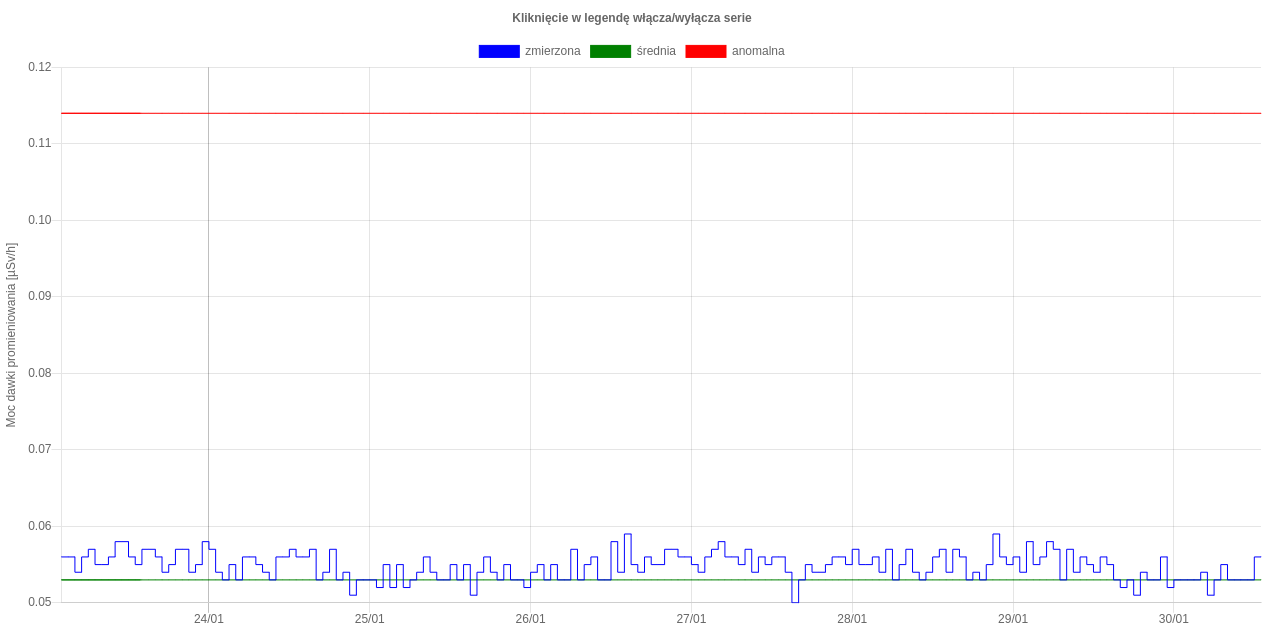 Kliknięcie w legendę włącza/wyłącza serie
zmierzona średnia anomalna
Moc dawki promieniowania [µSv/h]
0.12
0.11
0.10
0.09
0.08
0.07
0.06
0.05
24/01 25/01 26/01 27/01 28/01 29/01 30/01